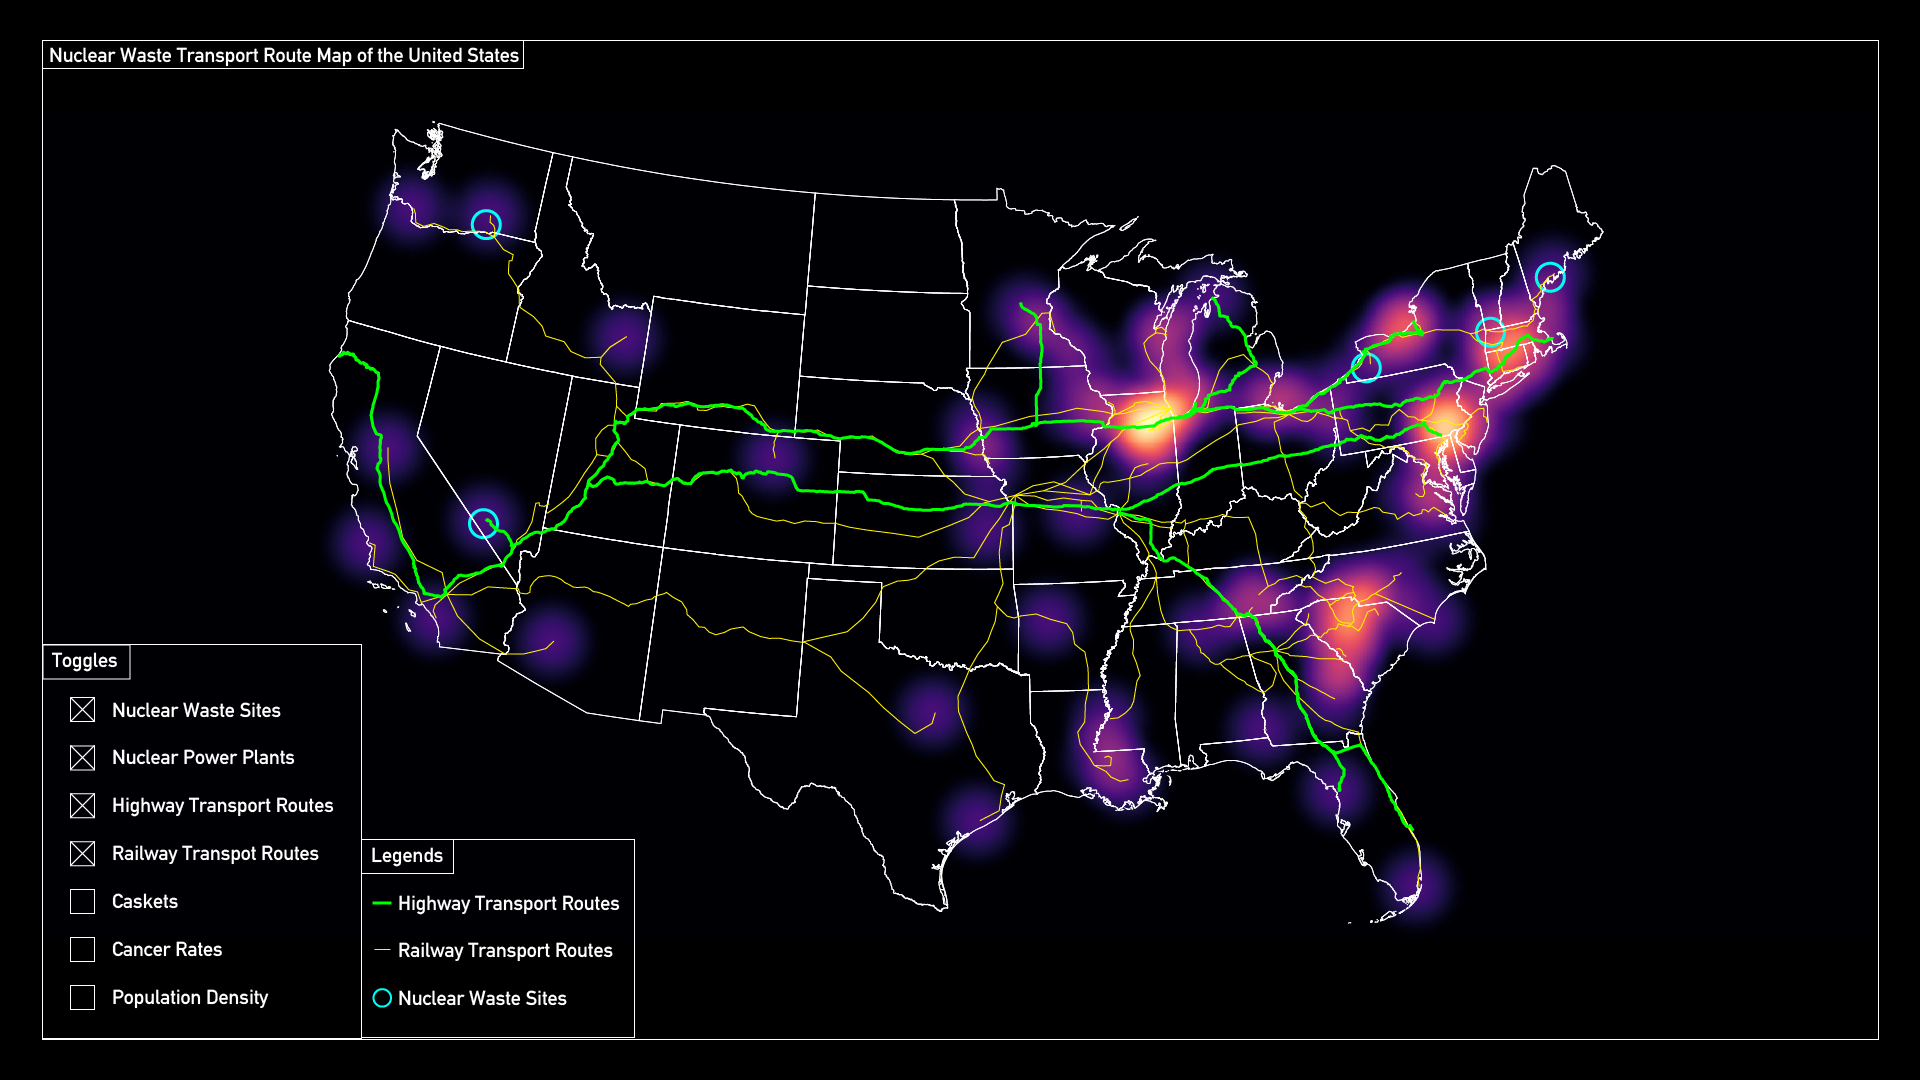 Nuclear Waste Transport Route Map of the United States
Toggles
Nuclear Waste Sites
Nuclear Power Plants
Highway Transport Routes
Railway Transpot Routes
Caskets
Cancer Rates
Population Density
Legends
Highway Transport Routes
Railway Transport Routes
Nuclear Waste Sites